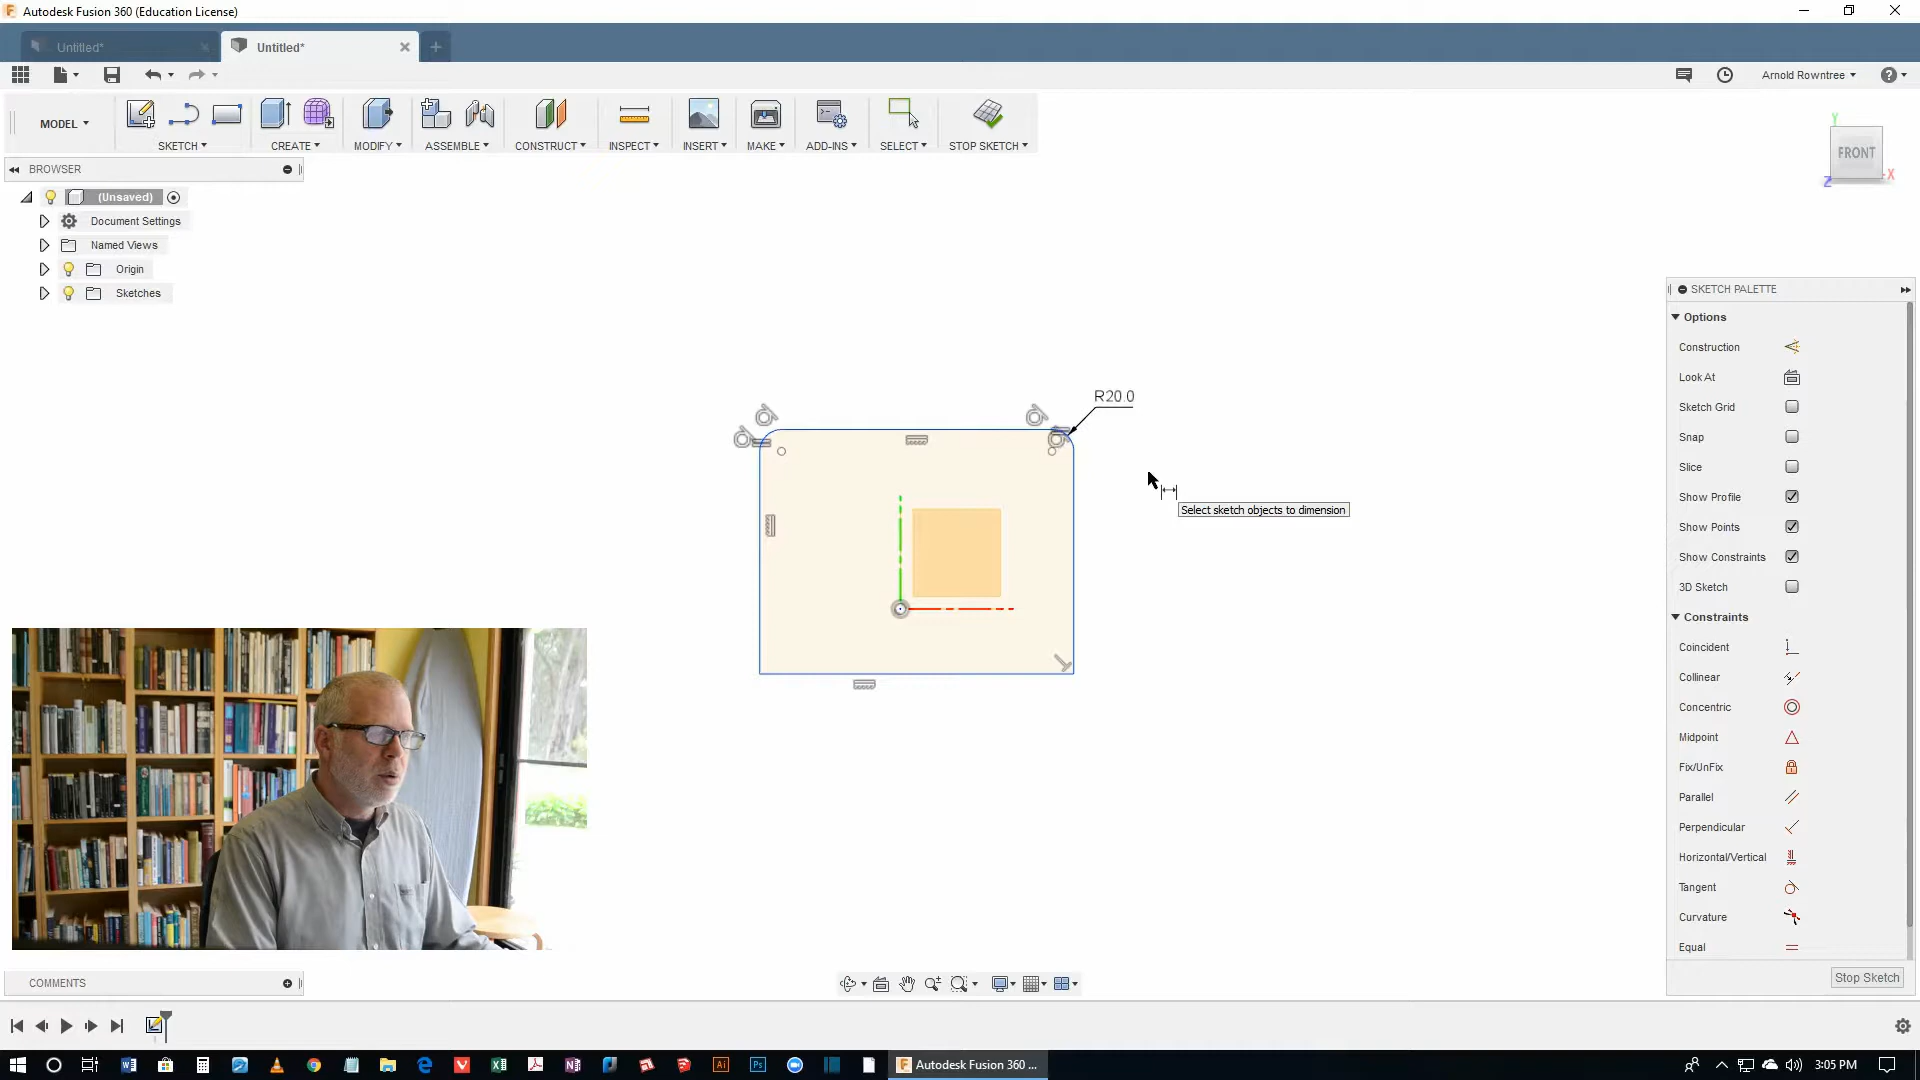 Autodesk Fusion 360 (Education License)
Untitled*
Untitled*
Arnold Rowntree
MODEL
SKETCH
CREATE
MODIFY
ASSEMBLE
CONSTRUCT
INSPECT
INSERT
MAKE
ADD-INS
SELECT
STOP SKETCH
BROWSER
(Unsaved)
Document Settings
Named Views
Origin
Sketches
Y
FRONT
X
Z
R20.0
Select sketch objects to dimension
SKETCH PALETTE
Options
Construction
Look At
Sketch Grid
Snap
Slice
Show Profile
Show Points
Show Constraints
3D Sketch
Constraints
Coincident
Collinear
Concentric
Midpoint
Fix/UnFix
Parallel
Perpendicular
Horizontal/Vertical
Tangent
Curvature
Equal
Stop Sketch
COMMENTS
Autodesk Fusion 360 ...
3:05 PM